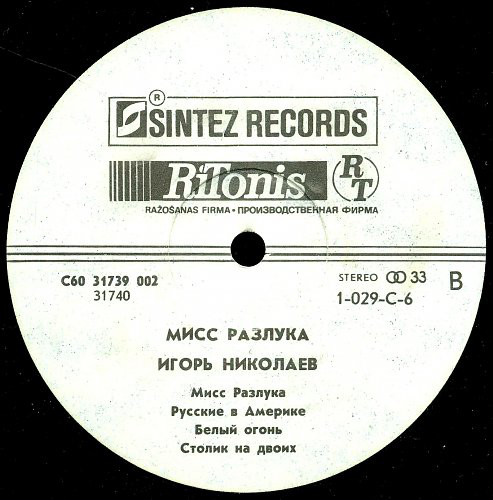 ®
SINTEZ RECORDS
RiTonis RT
RAŽOŠANAS FIRMA • ПРОИЗВОДСТВЕННАЯ ФИРМА
С60 31739 002
31740
STEREO 33
1-029-С-6
В
МИСС РАЗЛУКА
ИГОРЬ НИКОЛАЕВ
Мисс Разлука
Русские в Америке
Белый огонь
Столик на двоих